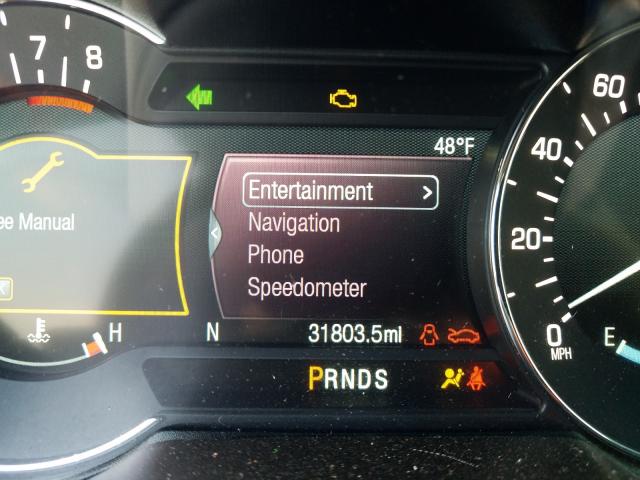 7 8
48°F
60
40
20
0
MPH
ee Manual
Entertainment >
Navigation
Phone
Speedometer
H
N 31803.5mi
E
PRNDS